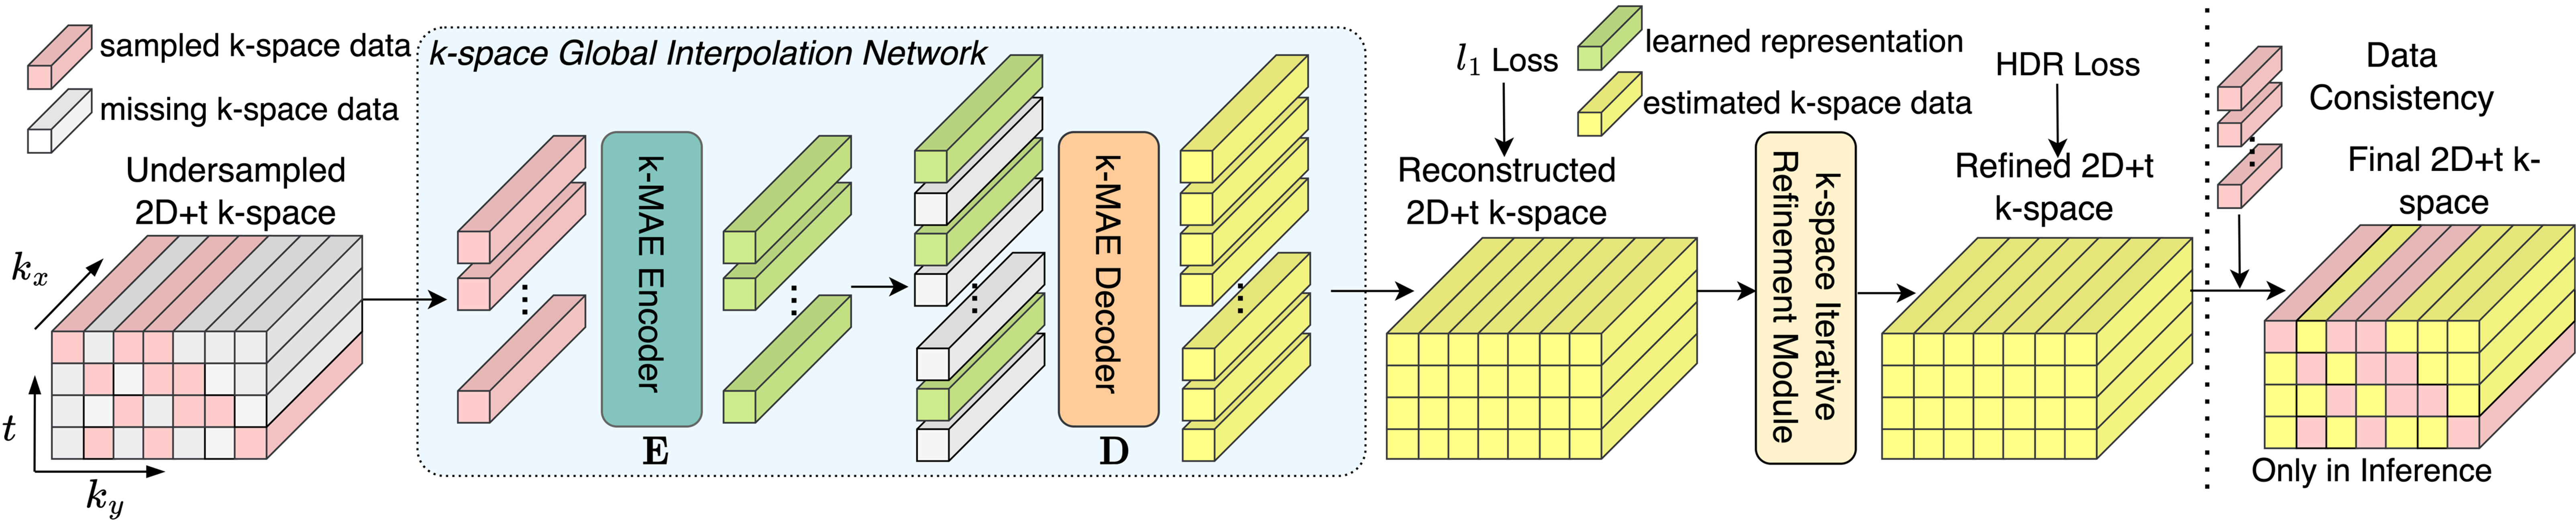 sampled k-space data
missing k-space data
Undersampled
2D+t k-space
k_x
t
k_y
k-space Global Interpolation Network
k-MAE Encoder
E
k-MAE Decoder
D
l_1 Loss
learned representation
estimated k-space data
Reconstructed
2D+t k-space
k-space Iterative
Refinement Module
HDR Loss
Refined 2D+t
k-space
Data
Consistency
Final 2D+t k-
space
Only in Inference